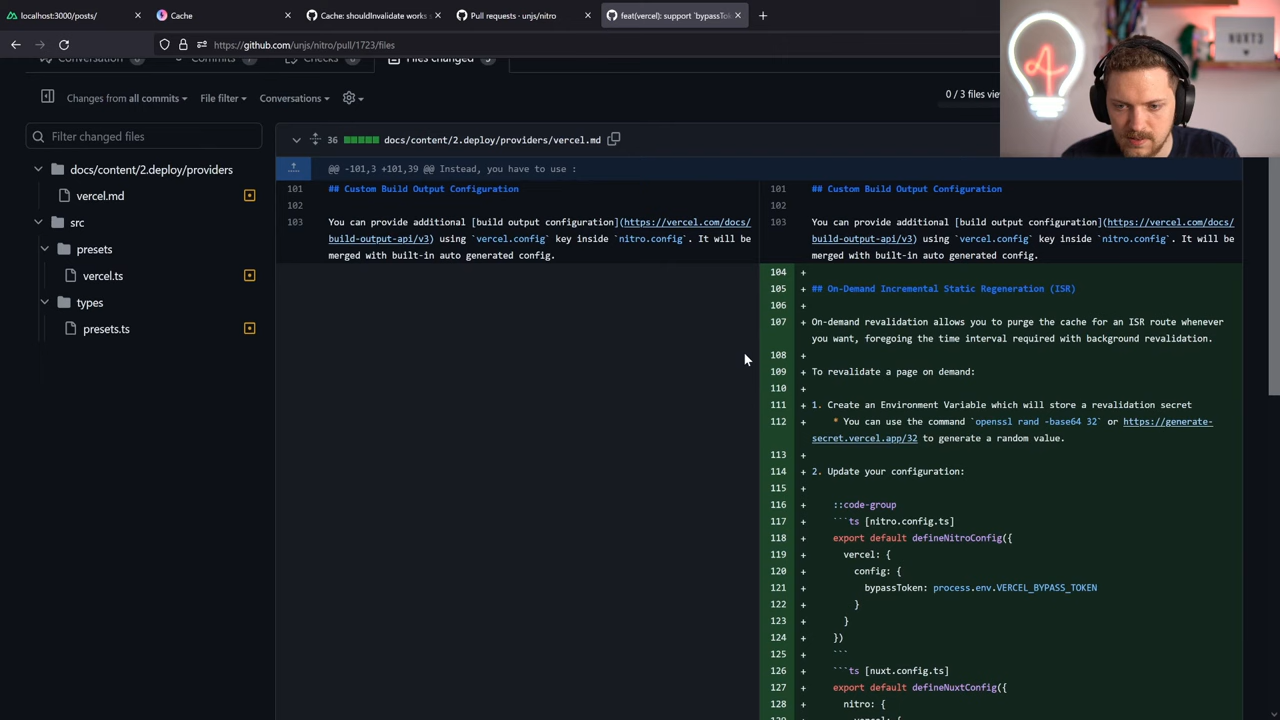 localhost:3000/posts/
Cache
Cache: shouldInvalidate works s
Pull requests · unjs/nitro
feat(vercel): support `bypassTok
https://github.com/unjs/nitro/pull/1723/files
Conversation
Commits
Checks
Files changed
Changes from all commits
File filter
Conversations
0 / 3 files vie
Filter changed files
docs/content/2.deploy/providers
vercel.md
src
presets
vercel.ts
types
presets.ts
36
docs/content/2.deploy/providers/vercel.md
@@ -101,3 +101,39 @@ Instead, you have to use :
101 ## Custom Build Output Configuration
102
103 You can provide additional [build output configuration](https://vercel.com/docs/
build-output-api/v3) using `vercel.config` key inside `nitro.config`. It will be
merged with built-in auto generated config.
101 ## Custom Build Output Configuration
102
103 You can provide additional [build output configuration](https://vercel.com/docs/
build-output-api/v3) using `vercel.config` key inside `nitro.config`. It will be
merged with built-in auto generated config.
104 +
105 + ## On-Demand Incremental Static Regeneration (ISR)
106 +
107 + On-demand revalidation allows you to purge the cache for an ISR route whenever
you want, foregoing the time interval required with background revalidation.
108 +
109 + To revalidate a page on demand:
110 +
111 + 1. Create an Environment Variable which will store a revalidation secret
112 + * You can use the command `openssl rand -base64 32` or https://generate-
secret.vercel.app/32 to generate a random value.
113 +
114 + 2. Update your configuration:
115 +
116 + ::code-group
117 + ```ts [nitro.config.ts]
118 + export default defineNitroConfig({
119 + vercel: {
120 + config: {
121 + bypassToken: process.env.VERCEL_BYPASS_TOKEN
122 + }
123 + }
124 + })
125 + ```
126 + ```ts [nuxt.config.ts]
127 + export default defineNuxtConfig({
128 + nitro: {
NUXT3